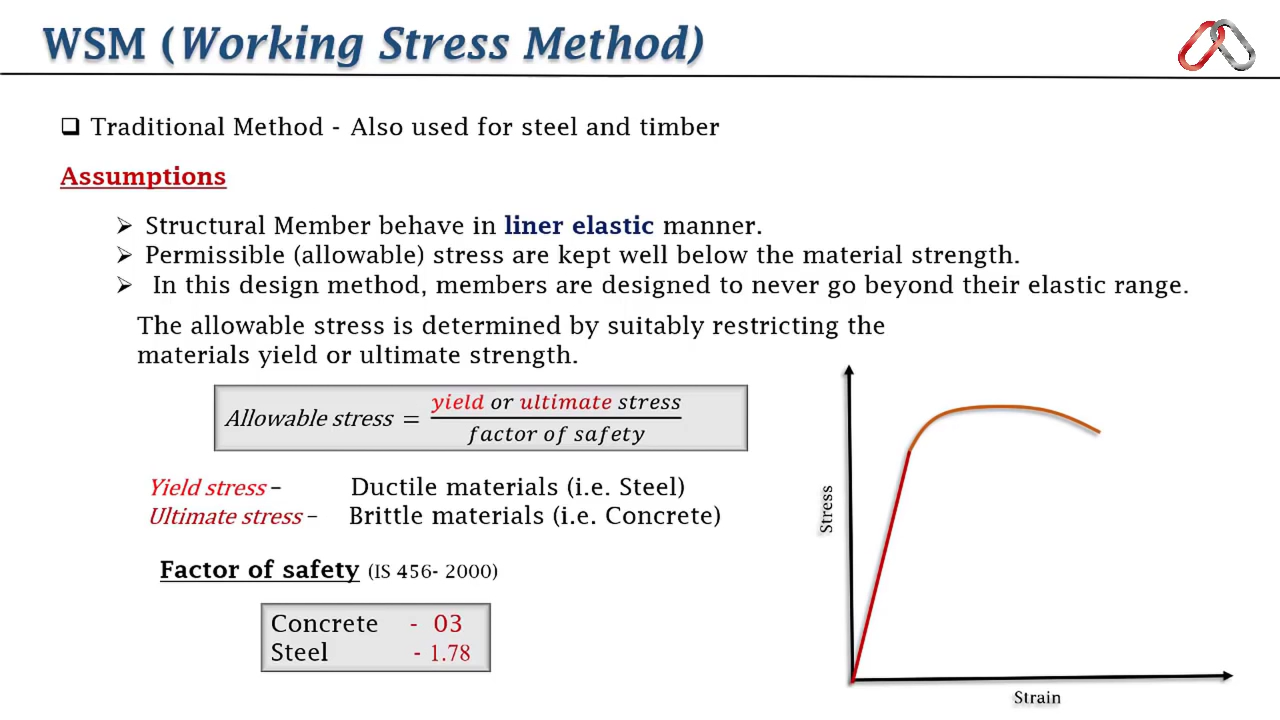 WSM (Working Stress Method)
❑ Traditional Method - Also used for steel and timber
Assumptions
➢ Structural Member behave in liner elastic manner.
➢ Permissible (allowable) stress are kept well below the material strength.
➢ In this design method, members are designed to never go beyond their elastic range.
The allowable stress is determined by suitably restricting the
materials yield or ultimate strength.
Allowable stress = yield or ultimate stress / factor of safety
Yield stress – Ductile materials (i.e. Steel)
Ultimate stress – Brittle materials (i.e. Concrete)
Factor of safety (IS 456- 2000)
Concrete - 03
Steel - 1.78
Stress
Strain